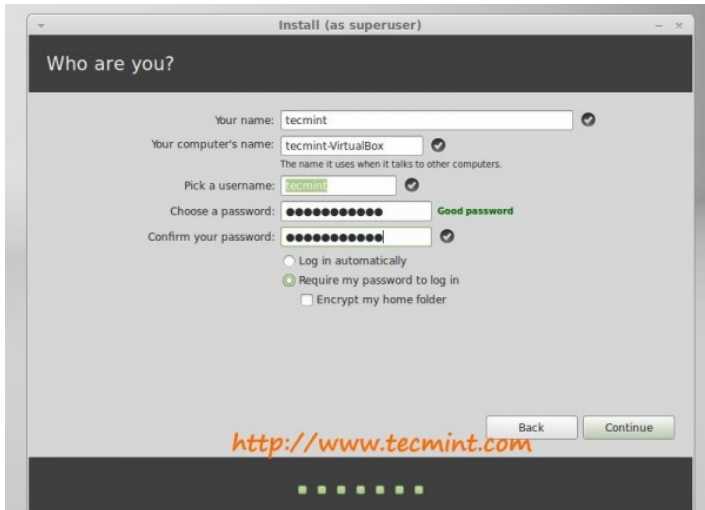 Install (as superuser)
Who are you?
Your name: tecmint
Your computer's name: tecmint-VirtualBox
The name it uses when it talks to other computers.
Pick a username: tecmint
Choose a password: ●●●●●●●●●●● Good password
Confirm your password: ●●●●●●●●●●●
Log in automatically
Require my password to log in
Encrypt my home folder
Back Continue
http://www.tecmint.com